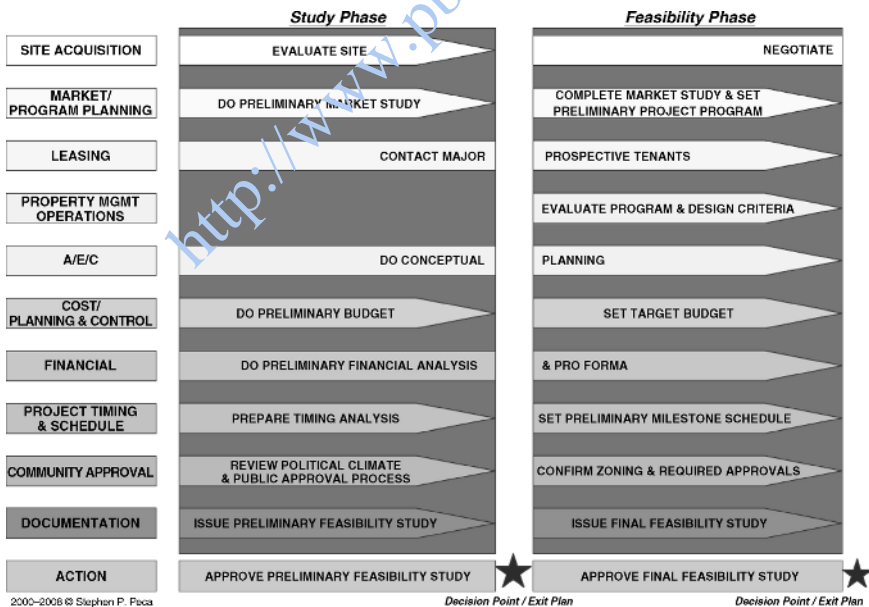 Study Phase
Feasibility Phase
SITE ACQUISITION
EVALUATE SITE
NEGOTIATE
MARKET/
PROGRAM PLANNING
DO PRELIMINARY MARKET STUDY
COMPLETE MARKET STUDY & SET
PRELIMINARY PROJECT PROGRAM
LEASING
CONTACT MAJOR
PROSPECTIVE TENANTS
PROPERTY MGMT
OPERATIONS
EVALUATE PROGRAM & DESIGN CRITERIA
A/E/C
DO CONCEPTUAL
PLANNING
COST/
PLANNING & CONTROL
DO PRELIMINARY BUDGET
SET TARGET BUDGET
FINANCIAL
DO PRELIMINARY FINANCIAL ANALYSIS
& PRO FORMA
PROJECT TIMING
& SCHEDULE
PREPARE TIMING ANALYSIS
SET PRELIMINARY MILESTONE SCHEDULE
COMMUNITY APPROVAL
REVIEW POLITICAL CLIMATE
& PUBLIC APPROVAL PROCESS
CONFIRM ZONING & REQUIRED APPROVALS
DOCUMENTATION
ISSUE PRELIMINARY FEASIBILITY STUDY
ISSUE FINAL FEASIBILITY STUDY
ACTION
APPROVE PRELIMINARY FEASIBILITY STUDY
APPROVE FINAL FEASIBILITY STUDY
2000–2008 © Stephen P. Peca
Decision Point / Exit Plan
Decision Point / Exit Plan